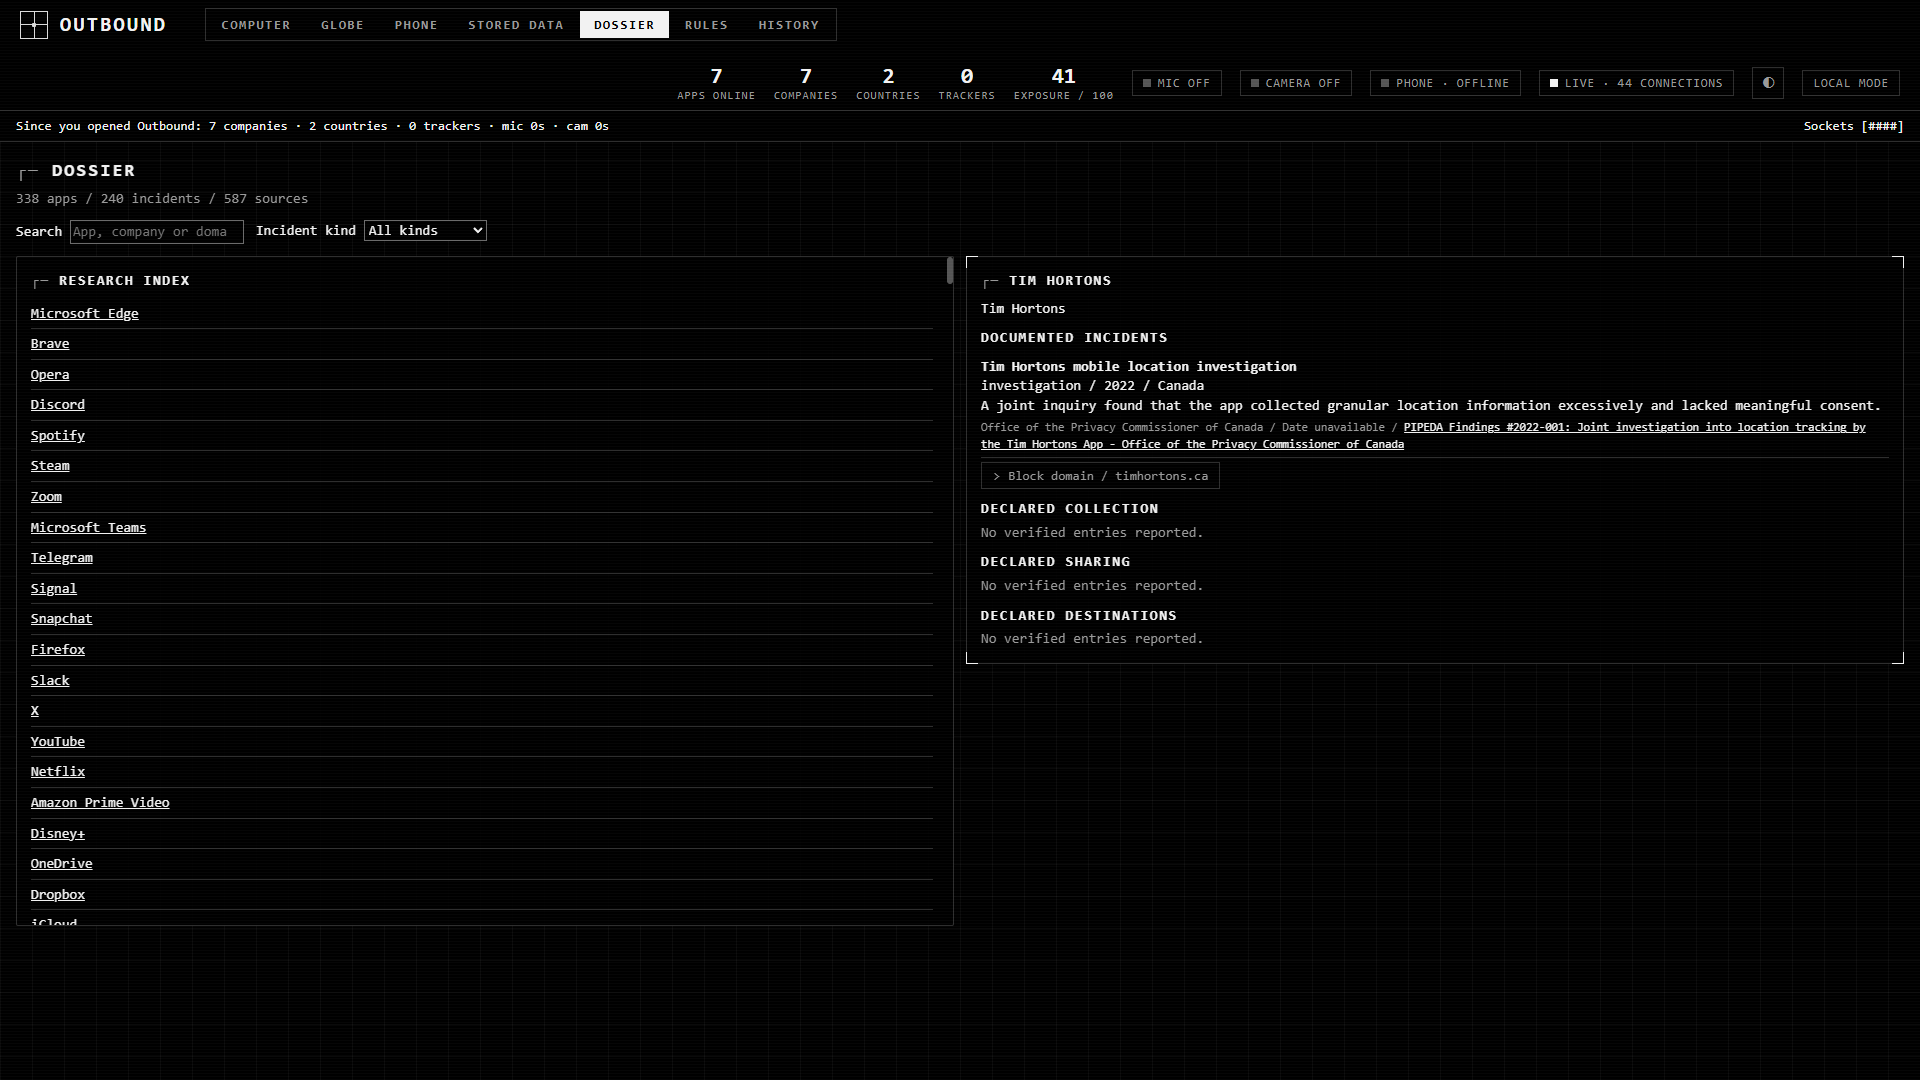 OUTBOUND
COMPUTER GLOBE PHONE STORED DATA DOSSIER RULES HISTORY
7 APPS ONLINE
7 COMPANIES
2 COUNTRIES
0 TRACKERS
41 EXPOSURE / 100
MIC OFF
CAMERA OFF
PHONE · OFFLINE
LIVE · 44 CONNECTIONS
LOCAL MODE
Since you opened Outbound: 7 companies · 2 countries · 0 trackers · mic 0s · cam 0s
Sockets [####]
DOSSIER
338 apps / 240 incidents / 587 sources
Search App, company or doma Incident kind All kinds
RESEARCH INDEX
Microsoft Edge
Brave
Opera
Discord
Spotify
Steam
Zoom
Microsoft Teams
Telegram
Signal
Snapchat
Firefox
Slack
X
YouTube
Netflix
Amazon Prime Video
Disney+
OneDrive
Dropbox
iCloud
TIM HORTONS
Tim Hortons
DOCUMENTED INCIDENTS
Tim Hortons mobile location investigation
investigation / 2022 / Canada
A joint inquiry found that the app collected granular location information excessively and lacked meaningful consent.
Office of the Privacy Commissioner of Canada / Date unavailable / PIPEDA Findings #2022-001: Joint investigation into location tracking by
the Tim Hortons App - Office of the Privacy Commissioner of Canada
> Block domain / timhortons.ca
DECLARED COLLECTION
No verified entries reported.
DECLARED SHARING
No verified entries reported.
DECLARED DESTINATIONS
No verified entries reported.